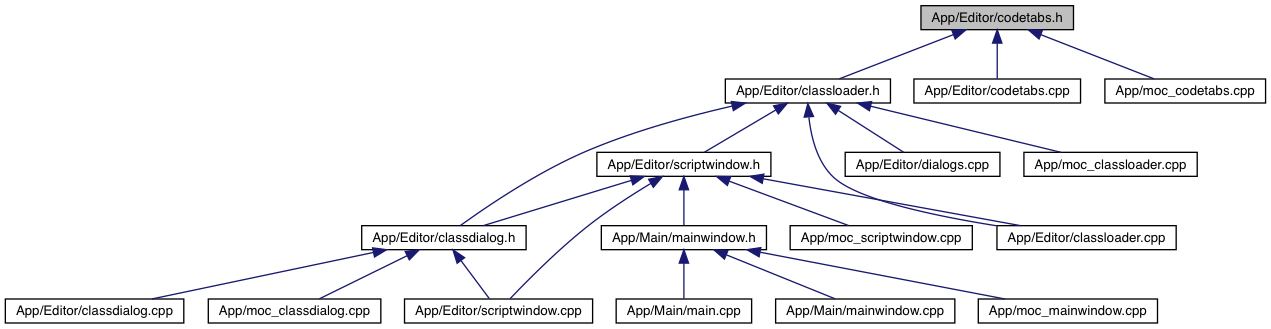 App/Editor/codetabs.h
App/Editor/classloader.h
App/Editor/codetabs.cpp
App/moc_codetabs.cpp
App/Editor/scriptwindow.h
App/Editor/dialogs.cpp
App/moc_classloader.cpp
App/Editor/classdialog.h
App/Main/mainwindow.h
App/moc_scriptwindow.cpp
App/Editor/classloader.cpp
App/Editor/classdialog.cpp
App/moc_classdialog.cpp
App/Editor/scriptwindow.cpp
App/Main/main.cpp
App/Main/mainwindow.cpp
App/moc_mainwindow.cpp